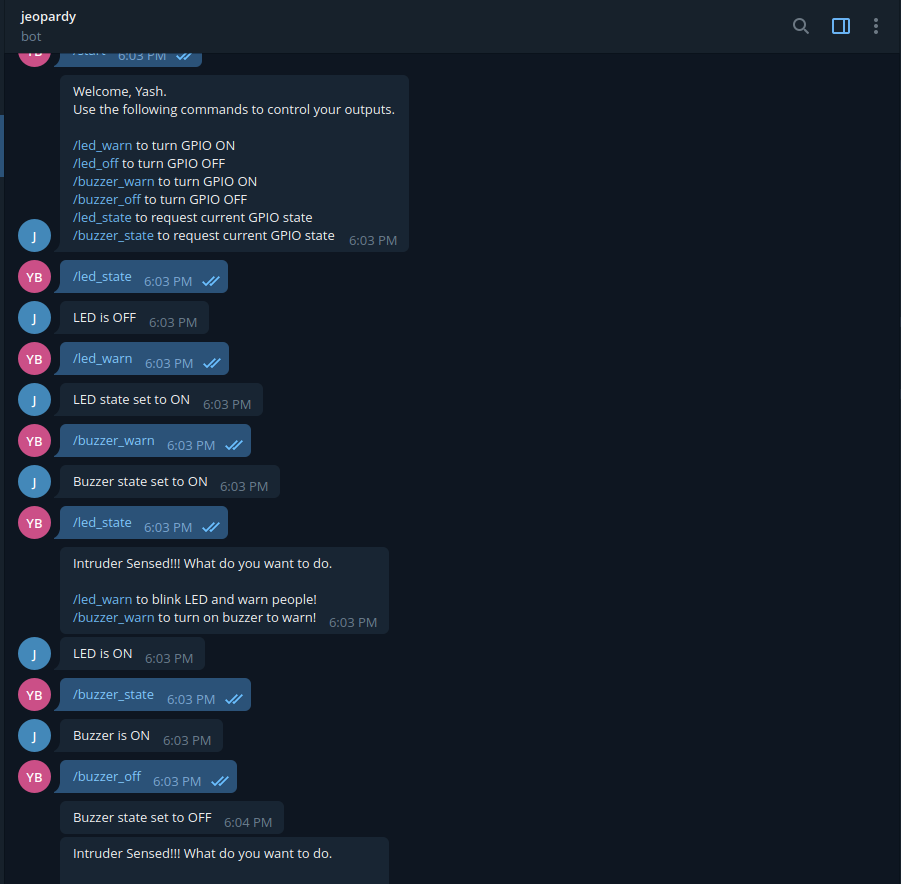 jeopardy
bot
YB
/start 6:03 PM
Welcome, Yash.
Use the following commands to control your outputs.
/led_warn to turn GPIO ON
/led_off to turn GPIO OFF
/buzzer_warn to turn GPIO ON
/buzzer_off to turn GPIO OFF
/led_state to request current GPIO state
/buzzer_state to request current GPIO state 6:03 PM
J
YB
/led_state 6:03 PM
J
LED is OFF 6:03 PM
YB
/led_warn 6:03 PM
J
LED state set to ON 6:03 PM
YB
/buzzer_warn 6:03 PM
J
Buzzer state set to ON 6:03 PM
YB
/led_state 6:03 PM
Intruder Sensed!!! What do you want to do.
/led_warn to blink LED and warn people!
/buzzer_warn to turn on buzzer to warn! 6:03 PM
J
LED is ON 6:03 PM
YB
/buzzer_state 6:03 PM
J
Buzzer is ON 6:03 PM
YB
/buzzer_off 6:03 PM
Buzzer state set to OFF 6:04 PM
Intruder Sensed!!! What do you want to do.